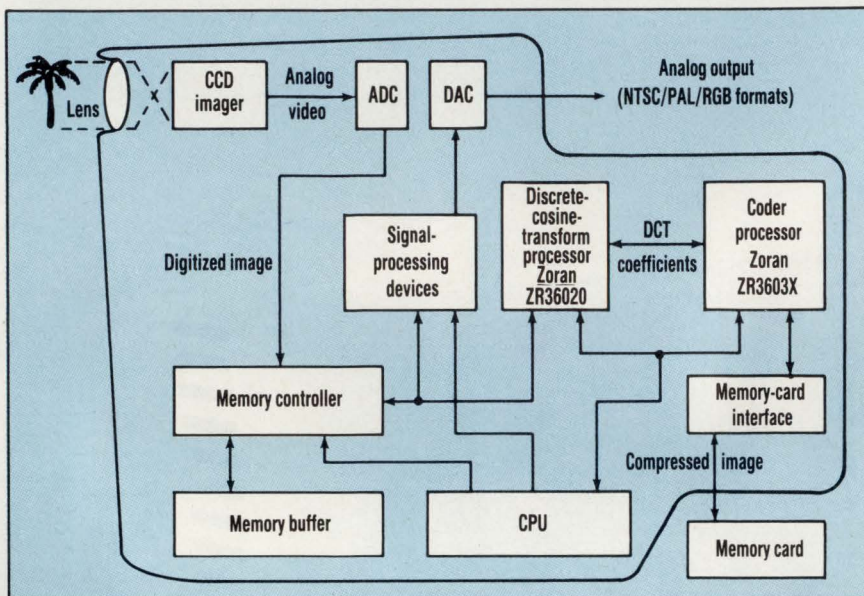 Lens
CCD
imager
Analog
video
ADC
DAC
Analog output
(NTSC/PAL/RGB formats)
Digitized image
Signal-
processing
devices
Discrete-
cosine-
transform
processor
Zoran
ZR36020
DCT
coefficients
Coder
processor
Zoran
ZR3603X
Memory controller
Memory-card
interface
Compressed image
Memory buffer
CPU
Memory card